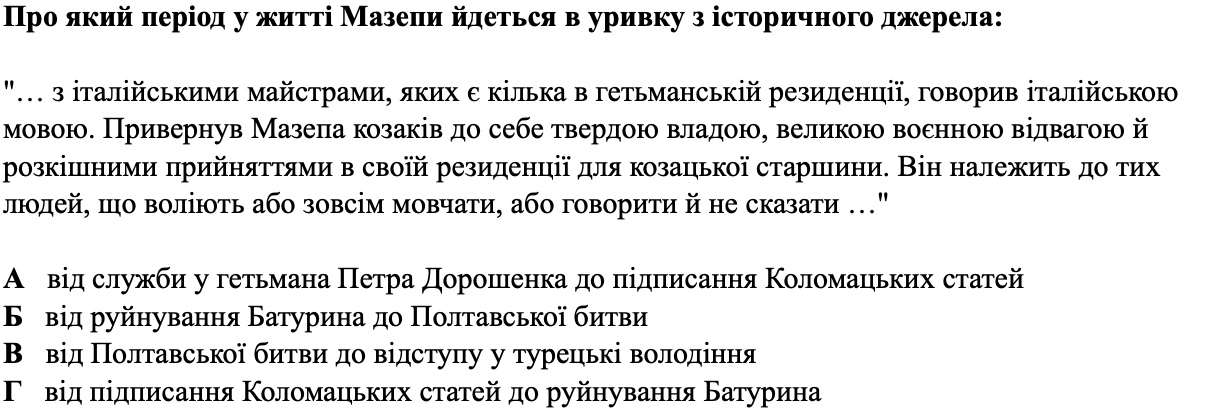 Про який період у житті Мазепи йдеться в уривку з історичного джерела:
"… з італійськими майстрами, яких є кілька в гетьманській резиденції, говорив італійською
мовою. Привернув Мазепа козаків до себе твердою владою, великою воєнною відвагою й
розкішними прийняттями в своїй резиденції для козацької старшини. Він належить до тих
людей, що воліють або зовсім мовчати, або говорити й не сказати …"
А від служби у гетьмана Петра Дорошенка до підписання Коломацьких статей
Б від руйнування Батурина до Полтавської битви
В від Полтавської битви до відступу у турецькі володіння
Г від підписання Коломацьких статей до руйнування Батурина